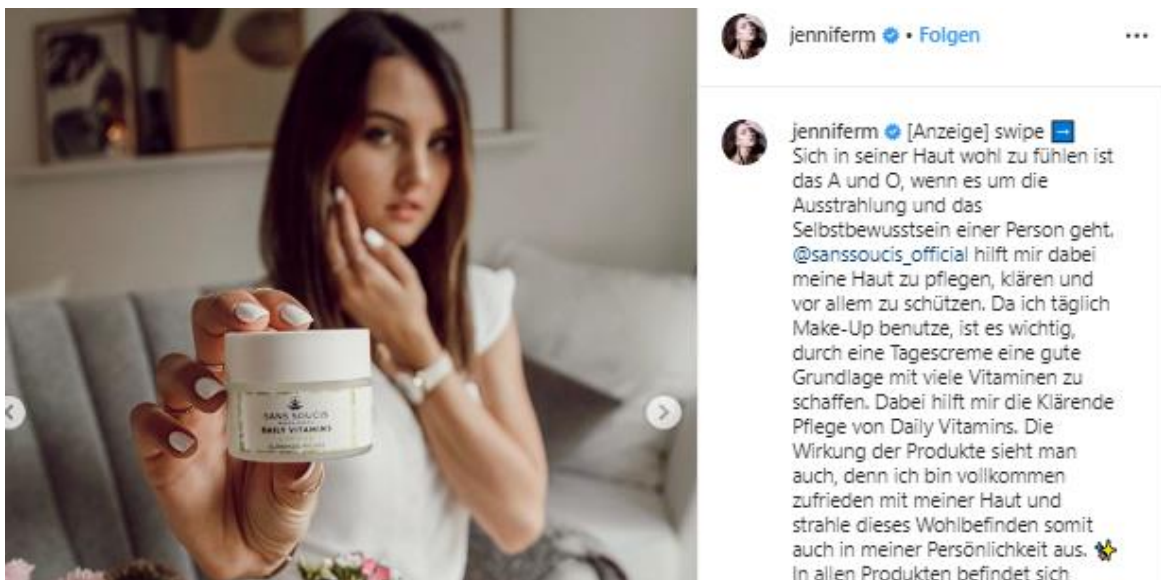 jenniferm • Folgen
jenniferm [Anzeige] swipe ➡
Sich in seiner Haut wohl zu fühlen ist
das A und O, wenn es um die
Ausstrahlung und das
Selbstbewusstsein einer Person geht.
@sanssoucis_official hilft mir dabei
meine Haut zu pflegen, klären und
vor allem zu schützen. Da ich täglich
Make-Up benutze, ist es wichtig,
durch eine Tagescreme eine gute
Grundlage mit viele Vitaminen zu
schaffen. Dabei hilft mir die Klärende
Pflege von Daily Vitamins. Die
Wirkung der Produkte sieht man
auch, denn ich bin vollkommen
zufrieden mit meiner Haut und
strahle dieses Wohlbefinden somit
auch in meiner Persönlichkeit aus. ✨
In allen Produkten befindet sich
SANS SOUCIS
DAILY VITAMINS